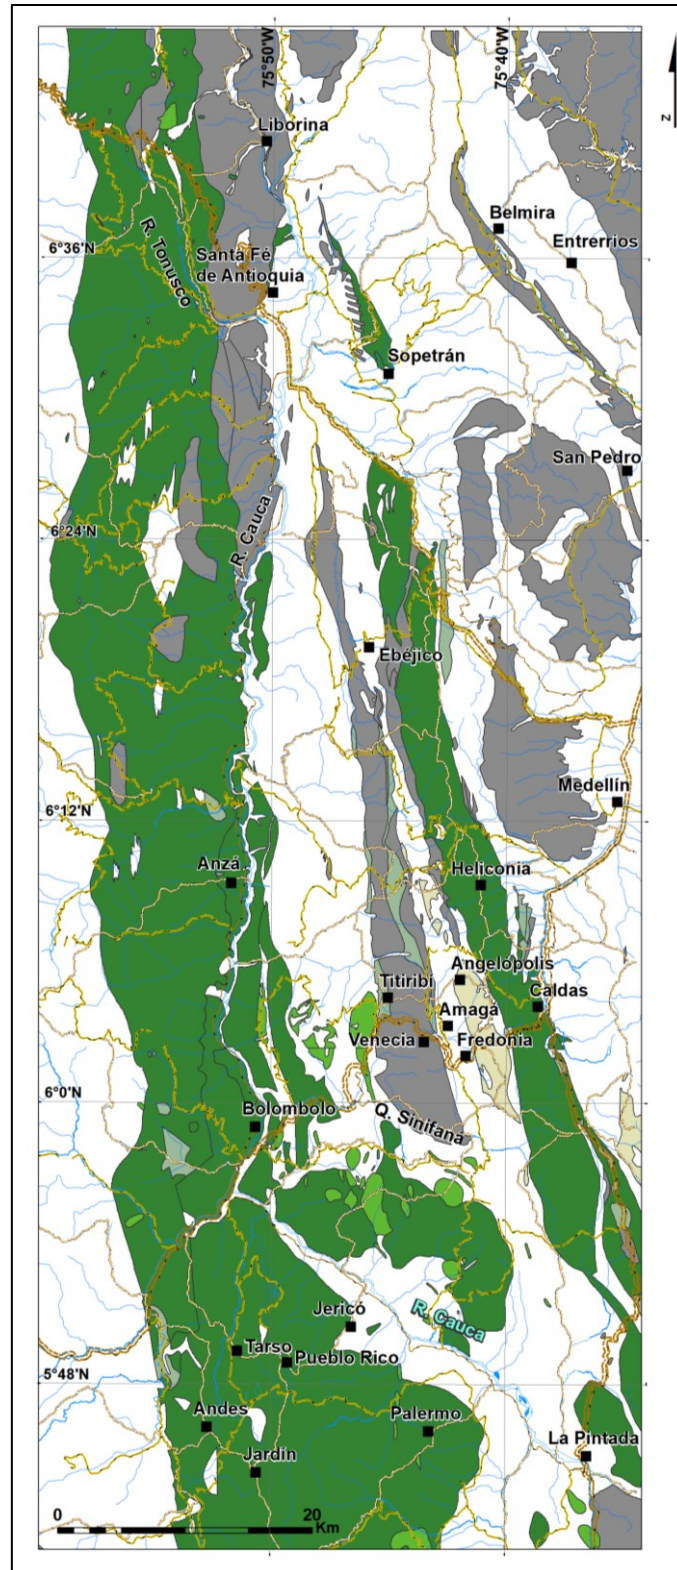 75°50'W
75°40'W
z
Liborina
Belmira
Entrerrios
6°36'N
R. Tonusco
Santa Fé
de Antioquia
Sopetrán
San Pedro
6°24'N
R. Cauca
Ebéjico
Medellín
6°12'N
Anzá
Heliconia
Angelópolis
Titiribí
Caldas
Amagá
Venecia
Fredonia
6°0'N
Bolombolo
Q. Sinifana
Jericó
R. Cauca
Tarso
Pueblo Rico
5°48'N
Andes
Palermo
La Pintada
Jardín
0
20
Km